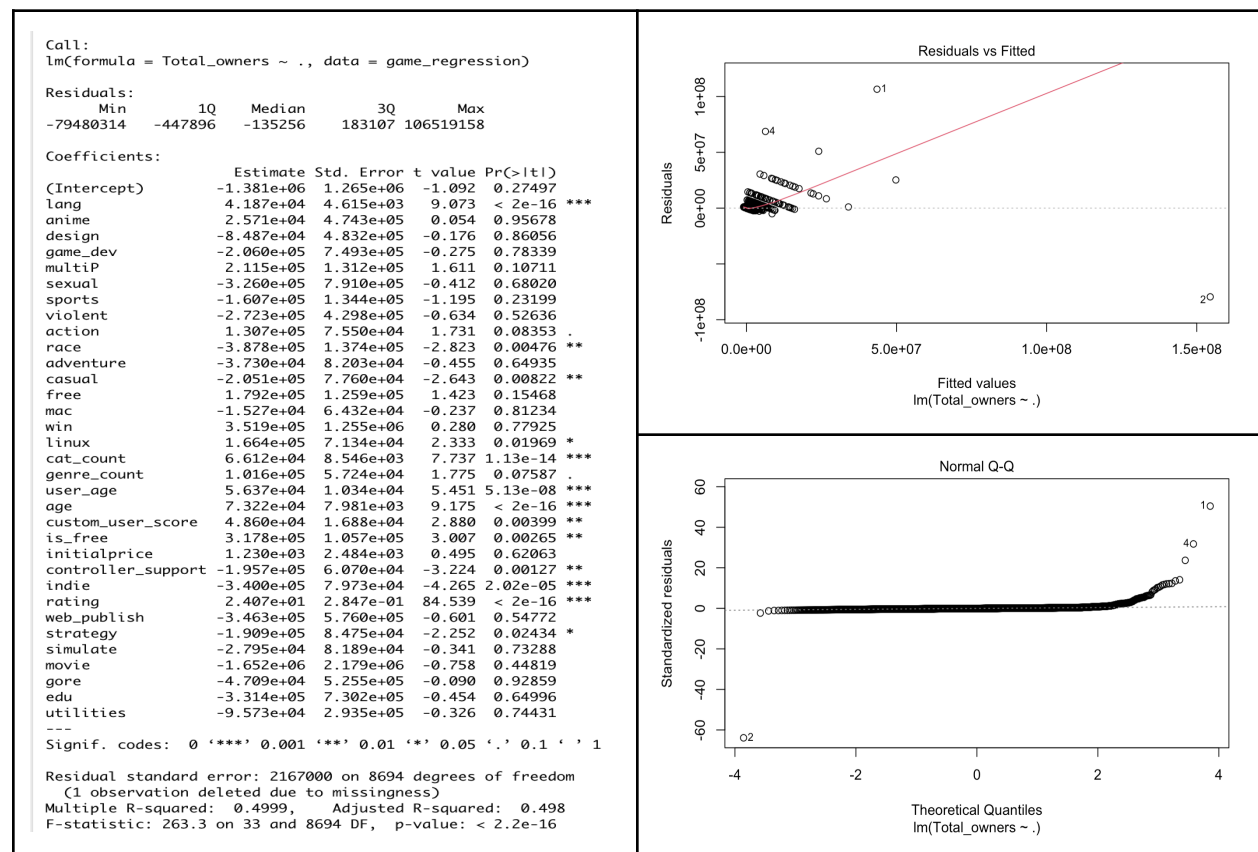 Call:
lm(formula = Total_owners ~ ., data = game_regression)
Residuals:
Min 1Q Median 3Q Max
-79480314 -447896 -135256 183107 106519158
Coefficients:
Estimate Std. Error t value Pr(>|t|)
(Intercept) -1.381e+06 1.265e+06 -1.092 0.27497
lang 4.187e+04 4.615e+03 9.073 < 2e-16 ***
anime 2.571e+04 4.743e+05 0.054 0.95678
design -8.487e+04 4.832e+05 -0.176 0.86056
game_dev -2.060e+05 7.493e+05 -0.275 0.78339
multiP 2.115e+05 1.312e+05 1.611 0.10711
sexual -3.260e+05 7.910e+05 -0.412 0.68020
sports -1.607e+05 1.344e+05 -1.195 0.23199
violent -2.723e+05 4.298e+05 -0.634 0.52636
action 1.307e+05 7.550e+04 1.731 0.08353 .
race -3.878e+05 1.374e+05 -2.823 0.00476 **
adventure -3.730e+04 8.203e+04 -0.455 0.64935
casual -2.051e+05 7.760e+04 -2.643 0.00822 **
free 1.792e+05 1.259e+05 1.423 0.15468
mac -1.527e+04 6.432e+04 -0.237 0.81234
win 3.519e+05 1.255e+06 0.280 0.77925
linux 1.664e+05 7.134e+04 2.333 0.01969 *
cat_count 6.612e+04 8.546e+03 7.737 1.13e-14 ***
genre_count 1.016e+05 5.724e+04 1.775 0.07587 .
user_age 5.637e+04 1.034e+04 5.451 5.13e-08 ***
age 7.322e+04 7.981e+03 9.175 < 2e-16 ***
custom_user_score 4.860e+04 1.688e+04 2.880 0.00399 **
is_free 3.178e+05 1.057e+05 3.007 0.00265 **
initialprice 1.230e+03 2.484e+03 0.495 0.62063
controller_support -1.957e+05 6.070e+04 -3.224 0.00127 **
indie -3.400e+05 7.973e+04 -4.265 2.02e-05 ***
rating 2.407e+01 2.847e-01 84.539 < 2e-16 ***
web_publish -3.463e+05 5.760e+05 -0.601 0.54772
strategy -1.909e+05 8.475e+04 -2.252 0.02434 *
simulate -2.795e+04 8.189e+04 -0.341 0.73288
movie -1.652e+06 2.179e+06 -0.758 0.44819
gore -4.709e+04 5.255e+05 -0.090 0.92859
edu -3.314e+05 7.302e+05 -0.454 0.64996
utilities -9.573e+04 2.935e+05 -0.326 0.74431
---
Signif. codes: 0 ‘***’ 0.001 ‘**’ 0.01 ‘*’ 0.05 ‘.’ 0.1 ‘ ’ 1
Residual standard error: 2167000 on 8694 degrees of freedom
(1 observation deleted due to missingness)
Multiple R-squared: 0.4999, Adjusted R-squared: 0.498
F-statistic: 263.3 on 33 and 8694 DF, p-value: < 2.2e-16
Residuals vs Fitted
Residuals
1e+08
5e+07
0e+00
-1e+08
1
4
2
0.0e+00 5.0e+07 1.0e+08 1.5e+08
Fitted values
lm(Total_owners ~ .)
Normal Q-Q
Standardized residuals
60
40
20
0
-20
-40
-60
1
4
2
-4 -2 0 2 4
Theoretical Quantiles
lm(Total_owners ~ .)